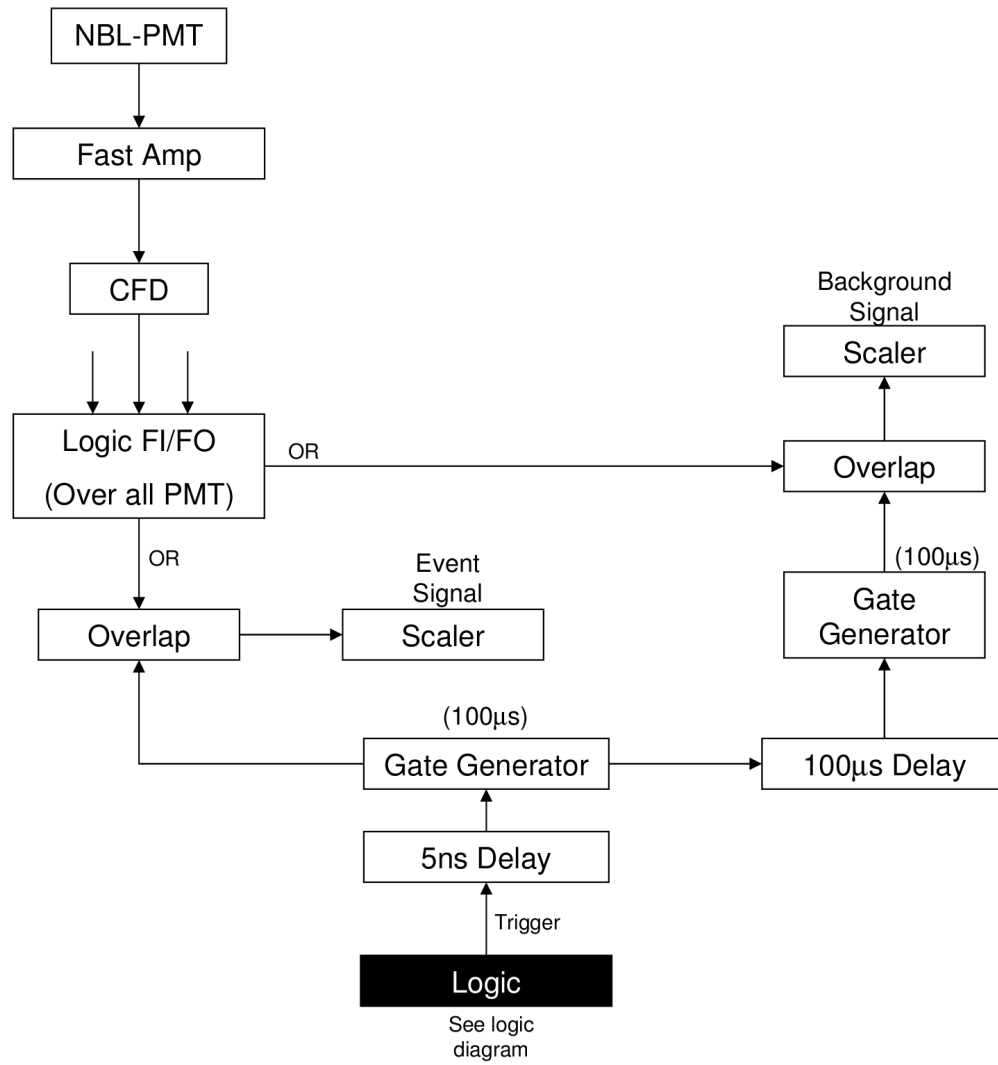 NBL-PMT
Fast Amp
CFD
Background
Signal
Scaler
Logic FI/FO
(Over all PMT)
OR
Overlap
OR
(100μs)
Event
Signal
Gate
Generator
Overlap
Scaler
(100μs)
Gate Generator
100μs Delay
5ns Delay
Trigger
Logic
See logic
diagram